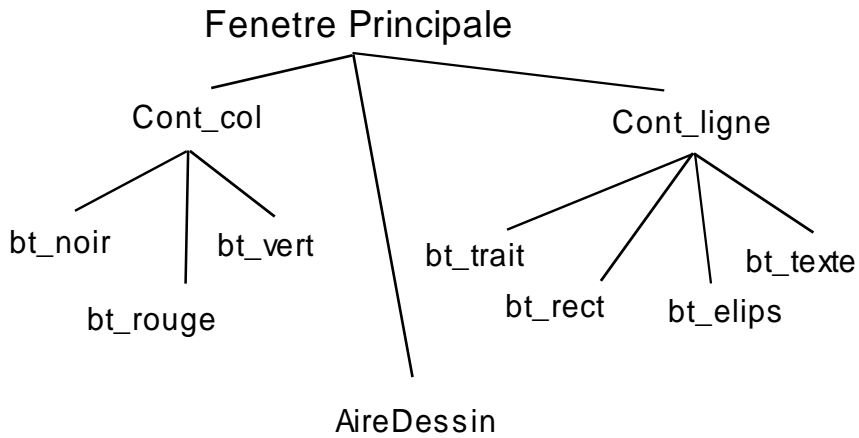 Fenetre Principale
Cont_col
Cont_ligne
bt_noir
bt_vert
bt_rouge
bt_trait
bt_rect
bt_elips
bt_texte
AireDessin